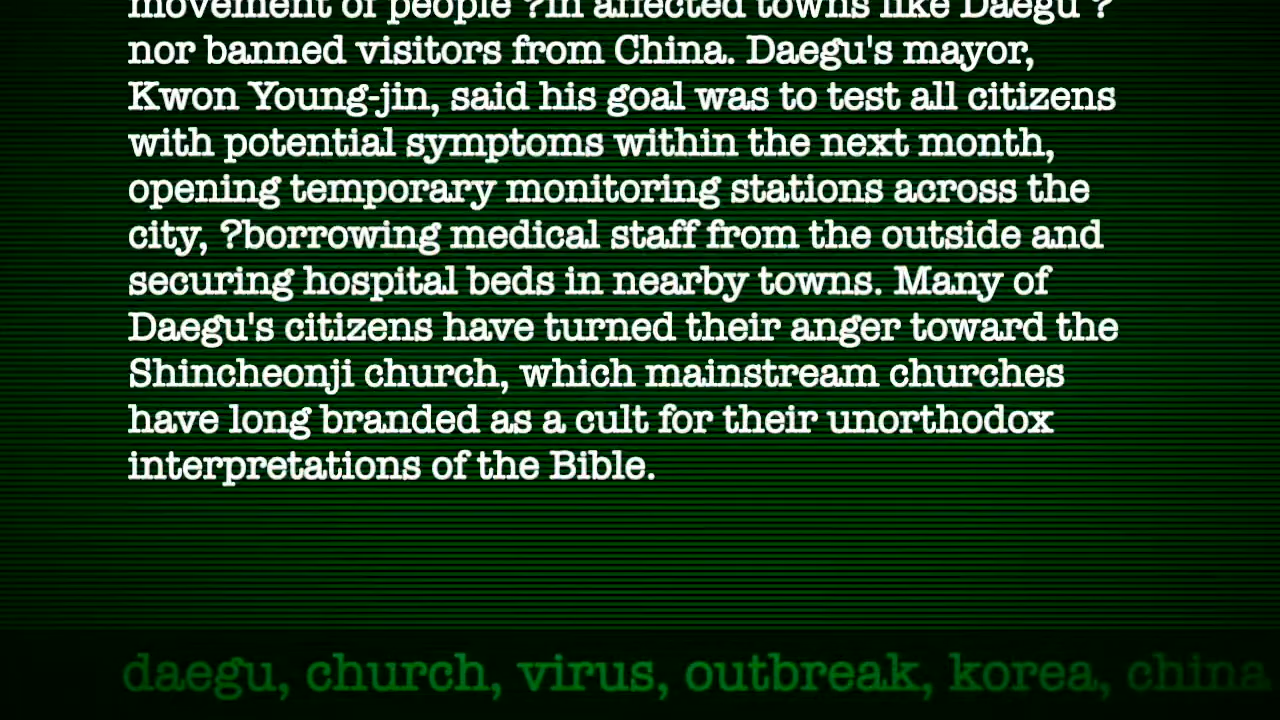 movement of people ?in affected towns like Daegu ?
nor banned visitors from China. Daegu's mayor,
Kwon Young-jin, said his goal was to test all citizens
with potential symptoms within the next month,
opening temporary monitoring stations across the
city, ?borrowing medical staff from the outside and
securing hospital beds in nearby towns. Many of
Daegu's citizens have turned their anger toward the
Shincheonji church, which mainstream churches
have long branded as a cult for their unorthodox
interpretations of the Bible.
daegu, church, virus, outbreak, korea, china